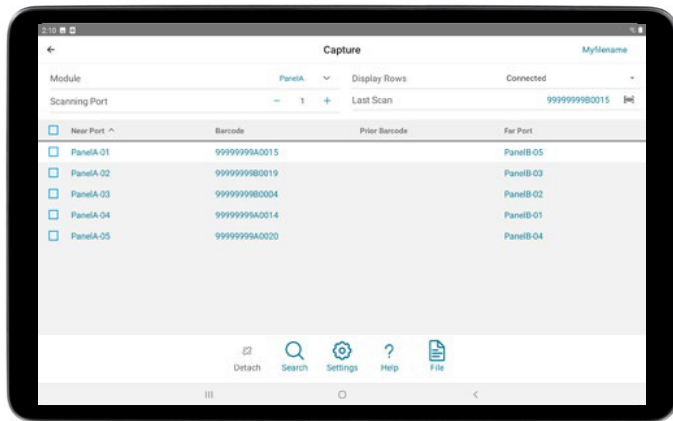 2:10
Capture Myfilename
Module PanelA Display Rows Connected
Scanning Port − 1 + Last Scan 99999999B0015
Near Port Barcode Prior Barcode Far Port
PanelA-01 99999999A0015 PanelB-05
PanelA-02 99999999B0019 PanelB-03
PanelA-03 99999999B0004 PanelB-02
PanelA-04 99999999A0014 PanelB-01
PanelA-05 99999999A0020 PanelB-04
Detach Search Settings Help File